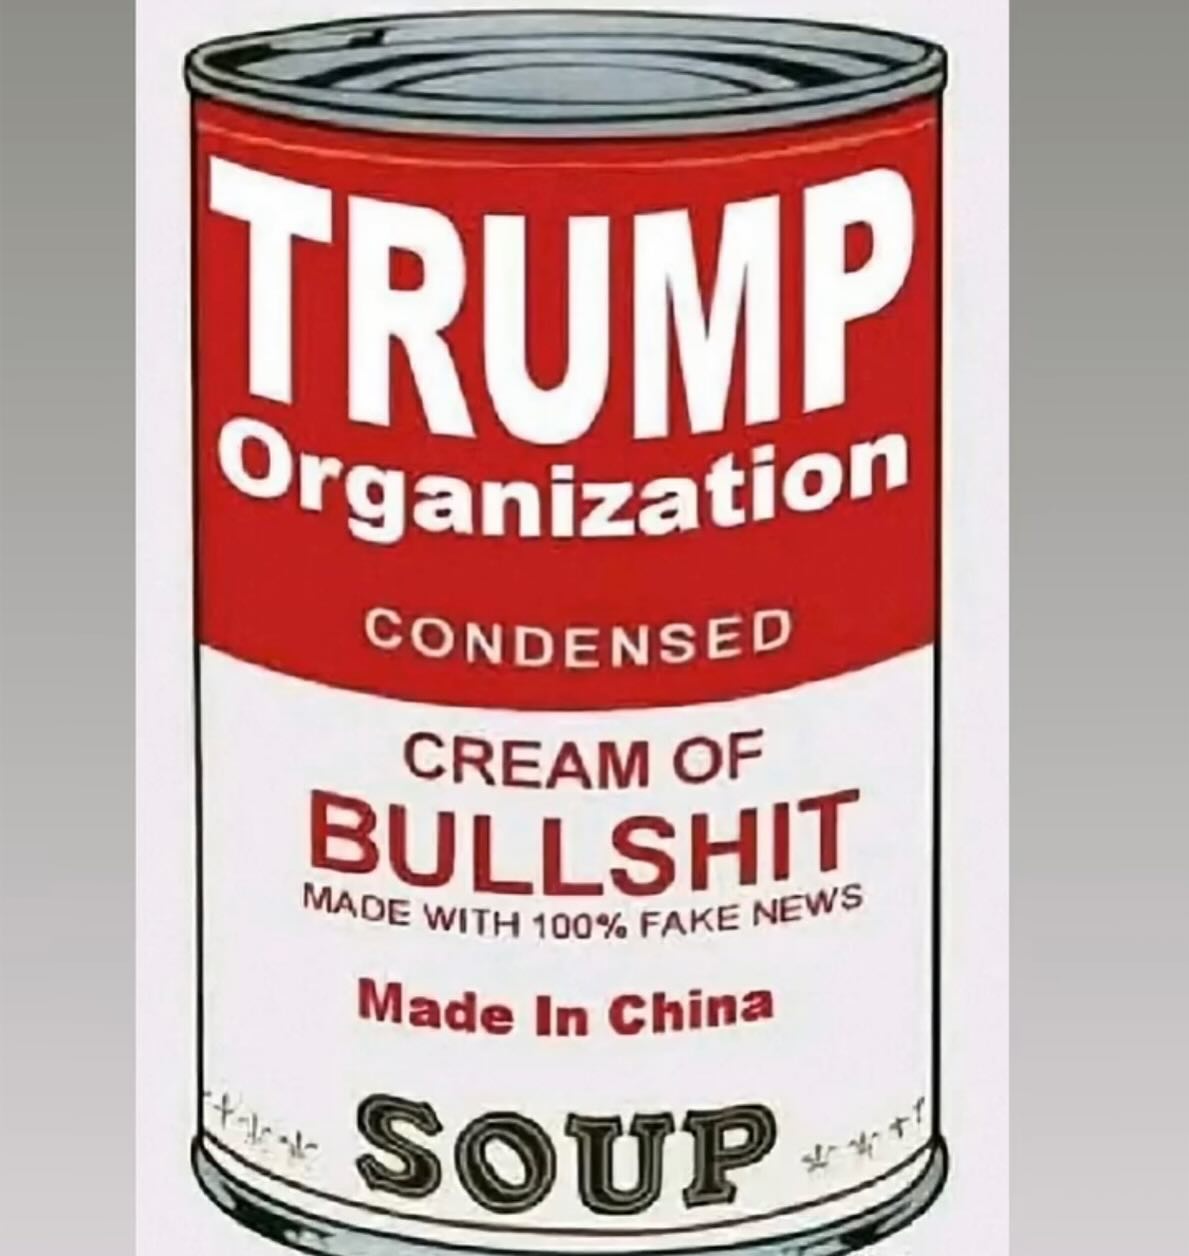 TRUMP
Organization
CONDENSED
CREAM OF
BULLSHIT
MADE WITH 100% FAKE NEWS
Made In China
SOUP